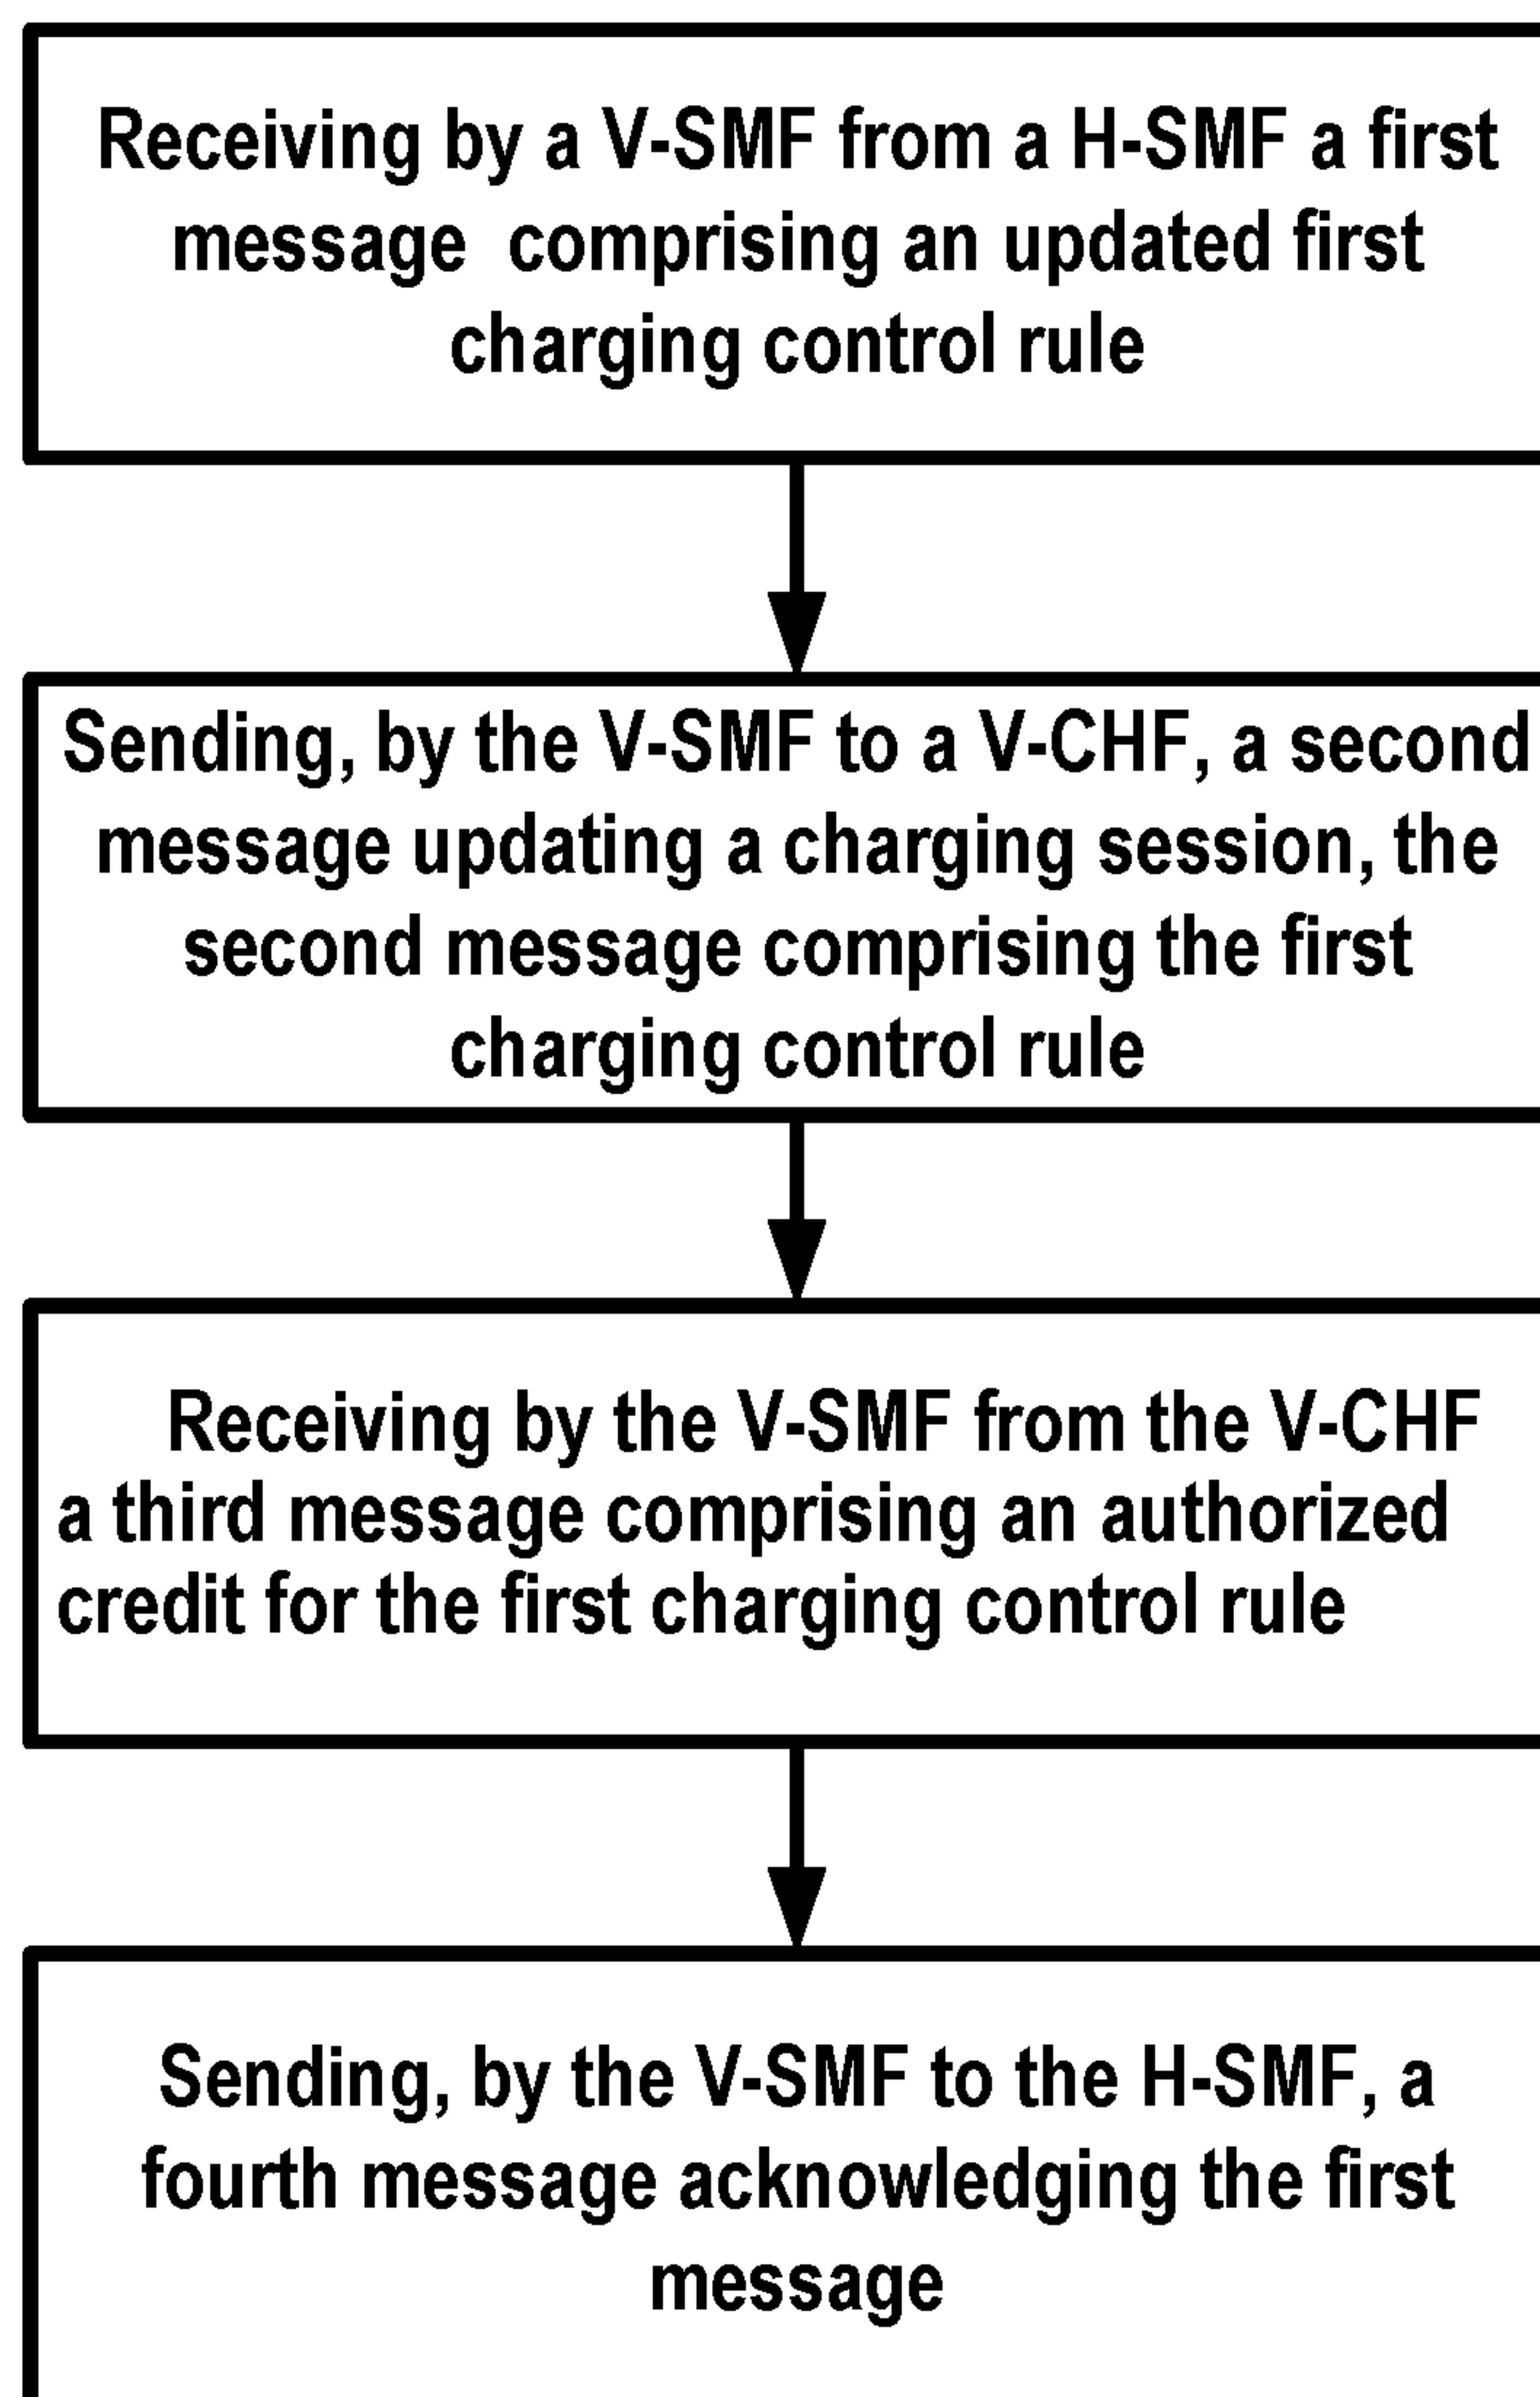 Receiving by a V-SMF from a H-SMF a first
message comprising an updated first
charging control rule
Sending, by the V-SMF to a V-CHF, a second
message updating a charging session, the
second message comprising the first
charging control rule
Receiving by the V-SMF from the V-CHF
a third message comprising an authorized
credit for the first charging control rule
Sending, by the V-SMF to the H-SMF, a
fourth message acknowledging the first
message